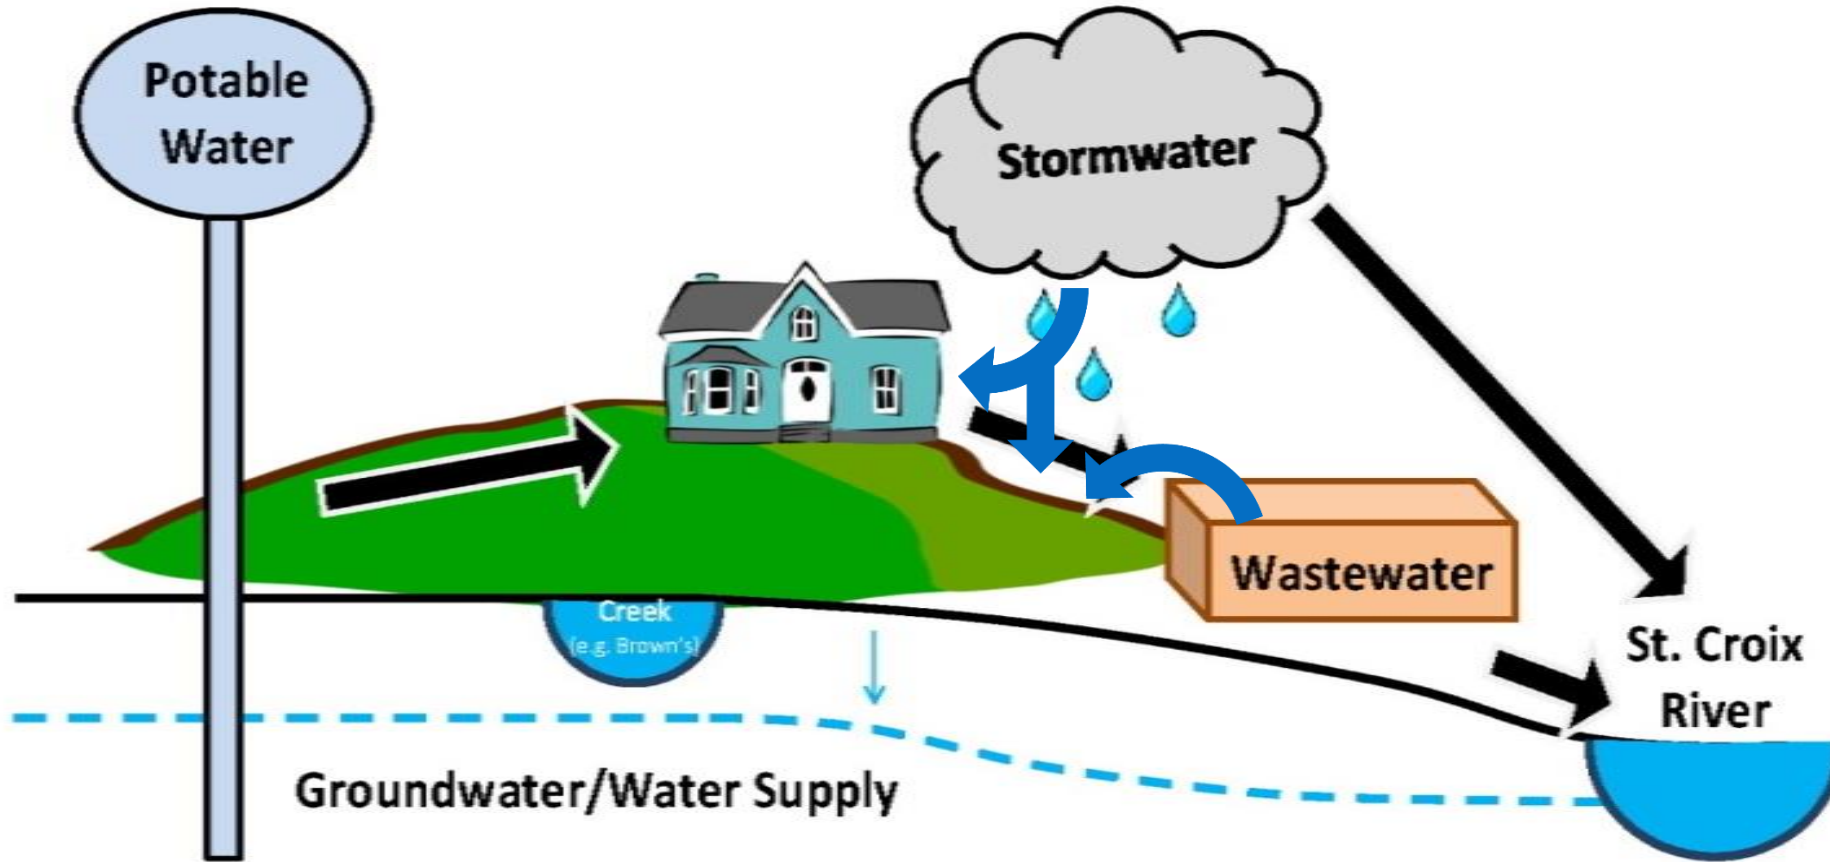 Potable
Water
Stormwater
Wastewater
Creek
(e.g. Brown's)
St. Croix
River
Groundwater/Water Supply